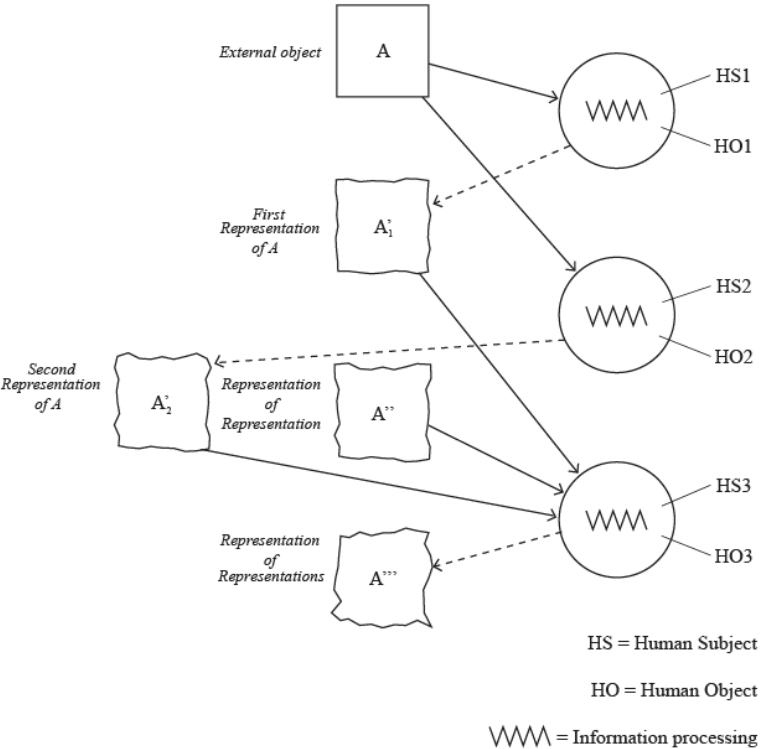 External object
A
HS1
HO1
First
Representation
of A
A’1
HS2
HO2
Second
Representation
of A
A’2
Representation
of
Representation
A’’
HS3
HO3
Representation
of
Representations
A’’’
HS = Human Subject
HO = Human Object
= Information processing